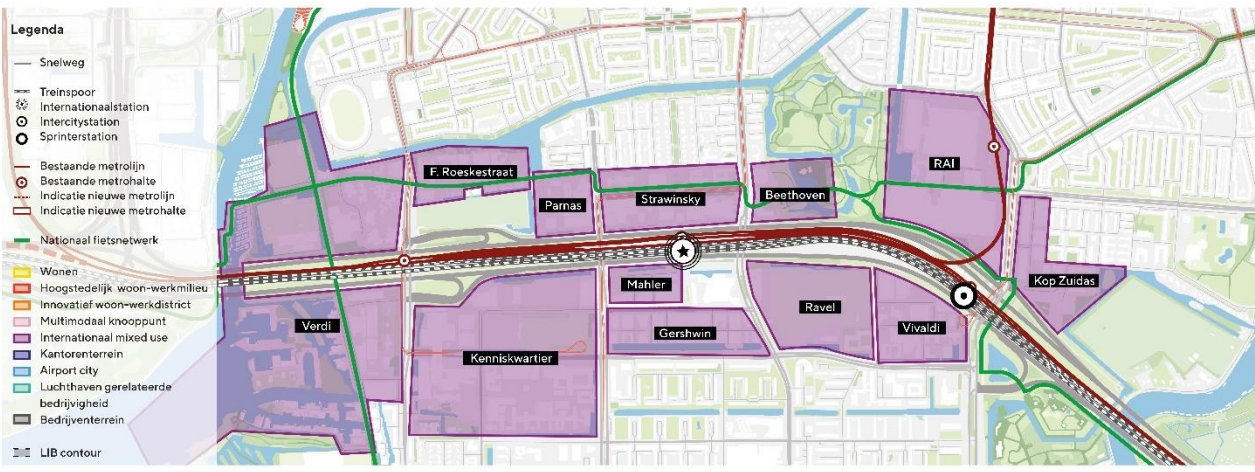 Legenda
Snelweg
Treinspoor
Internationaalstation
Intercitystation
Sprinterstation
Bestaande metrolijn
Bestaande metrohalte
Indicatie nieuwe metrolijn
Indicatie nieuwe metrohalte
Nationaal fietsnetwerk
Wonen
Hoogstedelijk woon-werkmilieu
Innovatief woon-werkdistrict
Multimodaal knooppunt
Internationaal mixed use
Kantorenterrein
Airport city
Luchthaven gerelateerde
bedrijvigheid
Bedrijventerrein
LIB contour
RAI
F. Roeskestraat
Parnas
Strawinsky
Beethoven
Mahler
Kop Zuidas
Ravel
Verdi
Gershwin
Vivaldi
Kenniskwartier